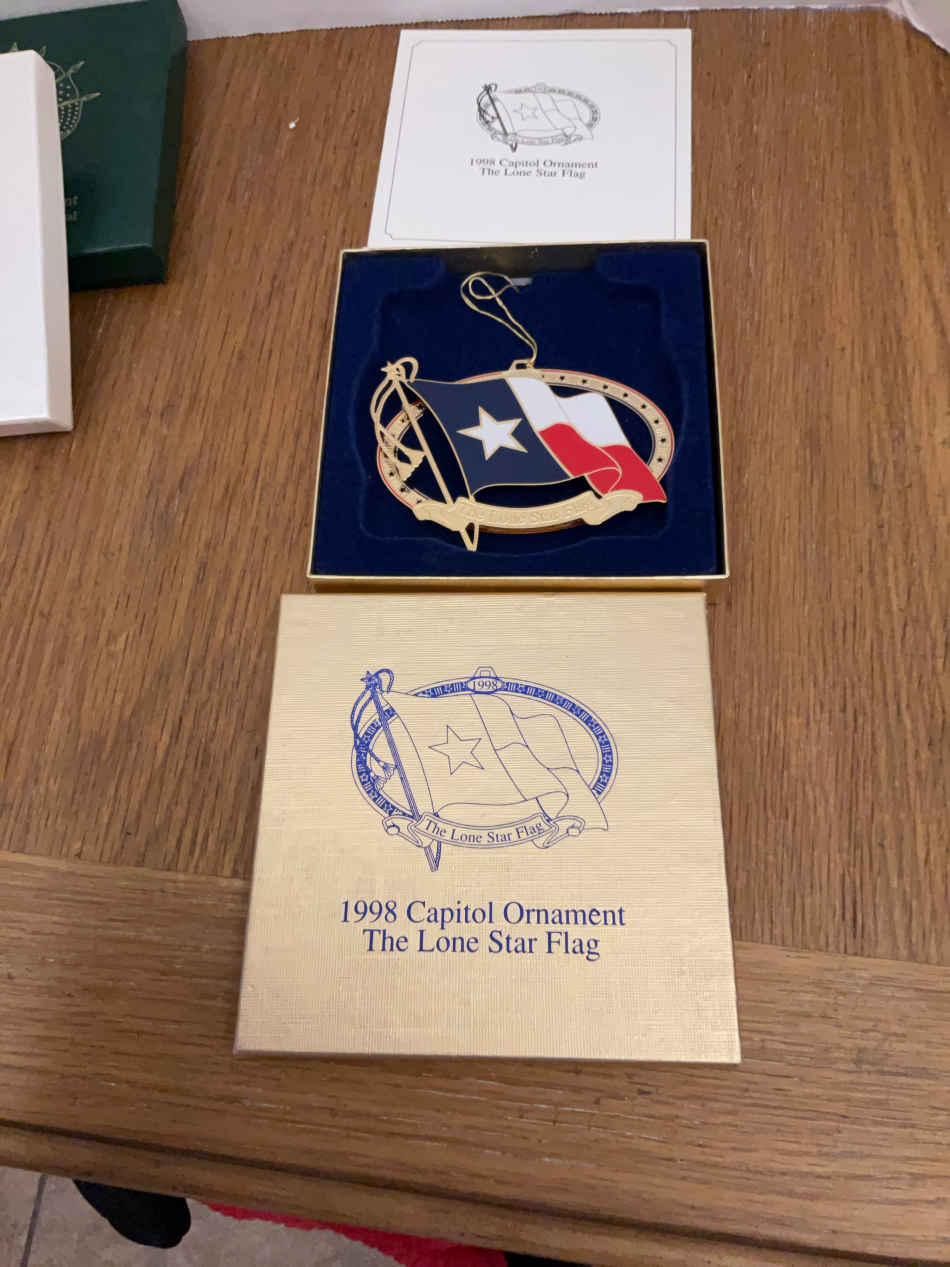 1998 Capitol Ornament
The Lone Star Flag
The Lone Star Flag
1998
The Lone Star Flag
1998 Capitol Ornament
The Lone Star Flag